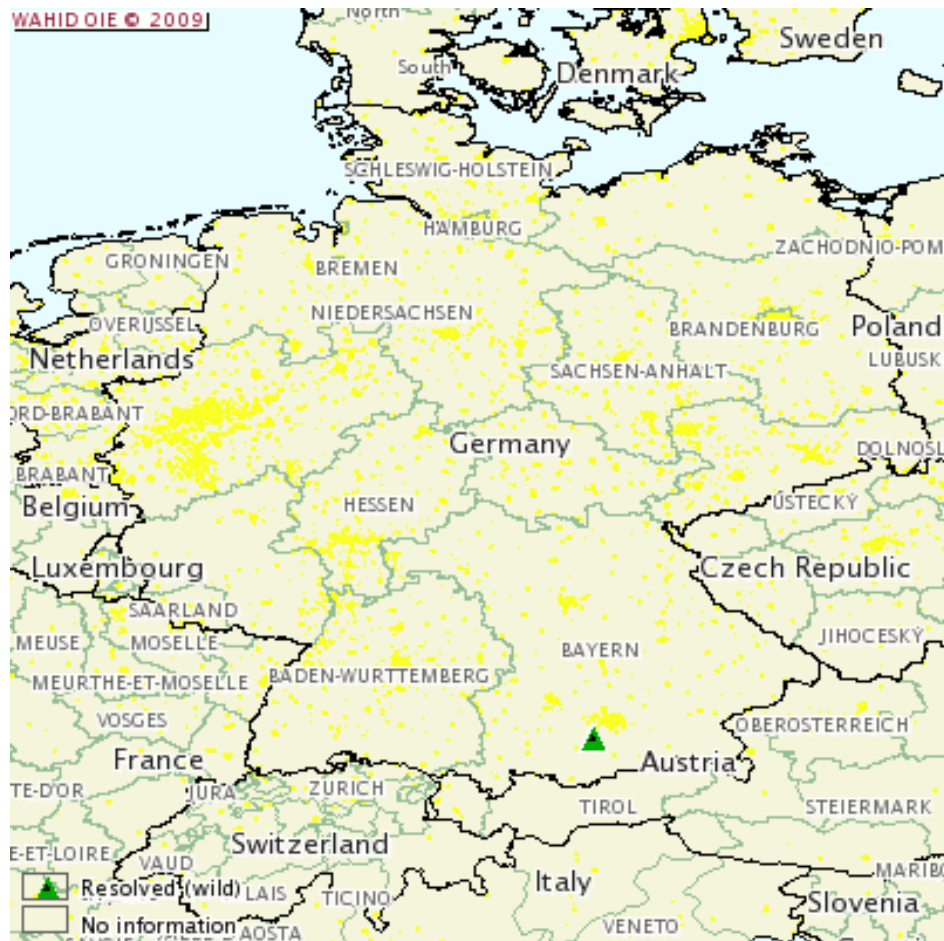 WAHID OIE © 2009
North
Sweden
South
Denmark
SCHLESWIG-HOLSTEIN
HAMBURG
GRONINGEN
BREMEN
ZACHODNIO-POM
NIEDERSACHSEN
OVERIJSSEL
BRANDENBURG
Poland
Netherlands
LUBUSK
SACHSEN-ANHALT
ORD-BRABANT
Germany
DOLNOSL
BRABANT
Belgium
HESSEN
ÚSTECKÝ
Luxembourg
Czech Republic
SAARLAND
MEUSE
MOSELLE
JIHOCESKÝ
BAYERN
MEURTHE-ET-MOSELLE
BADEN-WURTTEMBERG
VOSGES
OBEROSTERREICH
France
Austria
TE-D'OR
JURA
ZURICH
TIROL
STEIERMARK
Switzerland
E-ET-LOIRE
VAUD
MARIBO
Italy
Resolved (wild)
LAIS
TICINO
Slovenia
No information
VENETO
AOSTA